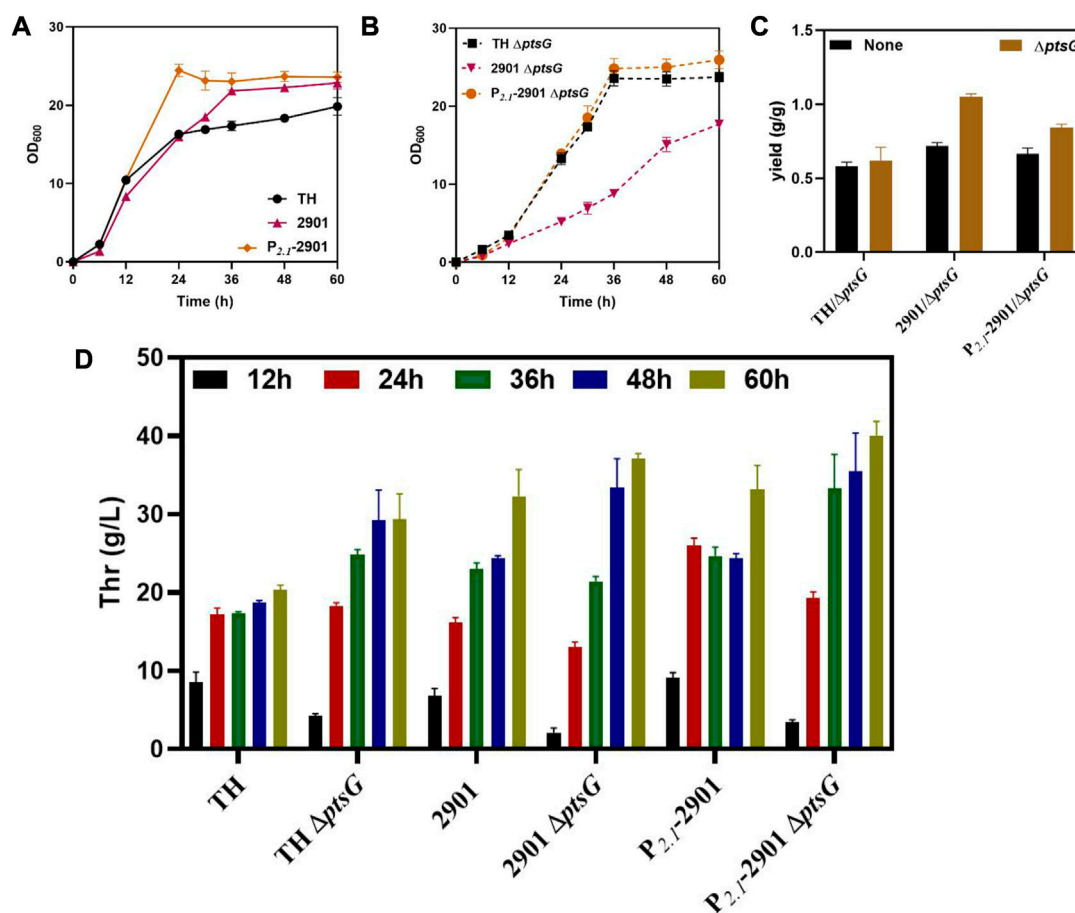 A
30
20
10
0
OD600
0 12 24 36 48 60
Time (h)
TH
2901
P2.1-2901
B
30
20
10
0
OD600
0 12 24 36 48 60
Time (h)
TH ΔptsG
2901 ΔptsG
P2.1-2901 ΔptsG
C
1.5
1.0
0.5
0.0
yield (g/g)
None
ΔptsG
TH/ΔptsG
2901/ΔptsG
P2.1-2901/ΔptsG
D
50
40
30
20
10
0
Thr (g/L)
12h 24h 36h 48h 60h
TH
TH ΔptsG
2901
2901 ΔptsG
P2.1-2901
P2.1-2901 ΔptsG